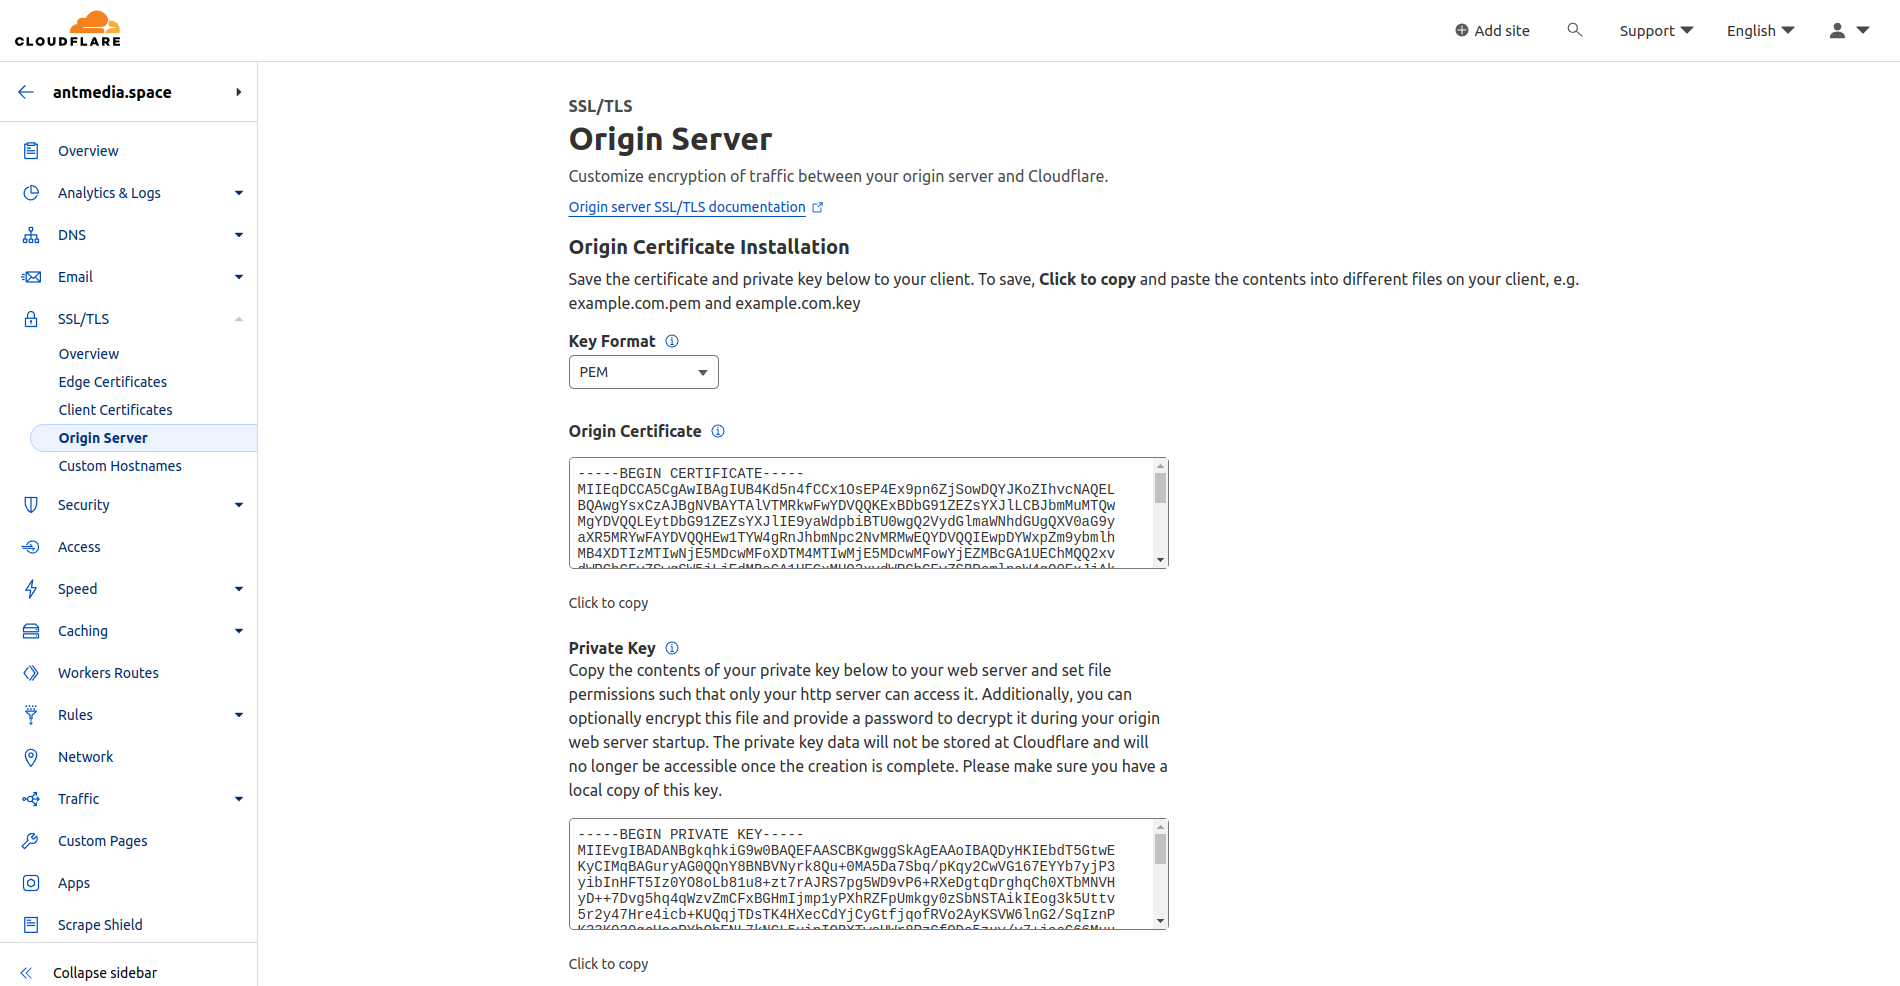 CLOUDFLARE
Add site
Support
English
antmedia.space
Overview
Analytics & Logs
DNS
Email
SSL/TLS
Overview
Edge Certificates
Client Certificates
Origin Server
Custom Hostnames
Security
Access
Speed
Caching
Workers Routes
Rules
Network
Traffic
Custom Pages
Apps
Scrape Shield
Collapse sidebar
SSL/TLS
Origin Server
Customize encryption of traffic between your origin server and Cloudflare.
Origin server SSL/TLS documentation
Origin Certificate Installation
Save the certificate and private key below to your client. To save, Click to copy and paste the contents into different files on your client, e.g.
example.com.pem and example.com.key
Key Format
PEM
Origin Certificate
-----BEGIN CERTIFICATE-----
MIIEqDCCA5CgAwIBAgIUB4Kd5n4fCCx1OsEP4Ex9pn6ZjSowDQYJKoZIhvcNAQEL
BQAwgYsxCzAJBgNVBAYTAlVTMRkwFwYDVQQKExBDbG91ZEZsYXJlLCBJbmMuMTQw
MgYDVQQLEytDbG91ZEZsYXJlIE9yaWdpbiBTU0wgQ2VydGlmaWNhdGUgQXV0aG9y
aXR5MRYwFAYDVQQHEw1TYW4gRnJhbmNpc2NvMRMwEQYDVQQIEwpDYWxpZm9ybmlh
MB4XDTIzMTIwNjE5MDcwMFoXDTM4MTIwMjE5MDcwMFowYjEZMBcGA1UEChMQQ2xv
Click to copy
Private Key
Copy the contents of your private key below to your web server and set file
permissions such that only your http server can access it. Additionally, you can
optionally encrypt this file and provide a password to decrypt it during your origin
web server startup. The private key data will not be stored at Cloudflare and will
no longer be accessible once the creation is complete. Please make sure you have a
local copy of this key.
-----BEGIN PRIVATE KEY-----
MIIEvgIBADANBgkqhkiG9w0BAQEFAASCBKgwggSkAgEAAoIBAQDyHKIEbdT5GtwE
KyCIMqBAGuryAG0QQnY8BNBVNyrk8Qu+0MA5Da7Sbq/pKqy2CwVG167EYYb7yjP3
yibInHFT5Iz0YO8oLb81u8+zt7rAJRS7pg5WD9vP6+RXeDgtqDrghqCh0XTbMNVH
yD++7Dvg5hq4qWzvZmCFxBGHmIjmp1yPXhRZFpUmkgy0zSbNSTAikIEog3k5Uttv
5r2y47Hre4icb+KUQqjTDsTK4HXecCdYjCyGtfjqofRVo2AyKSVW6lnG2/SqIznP
Click to copy